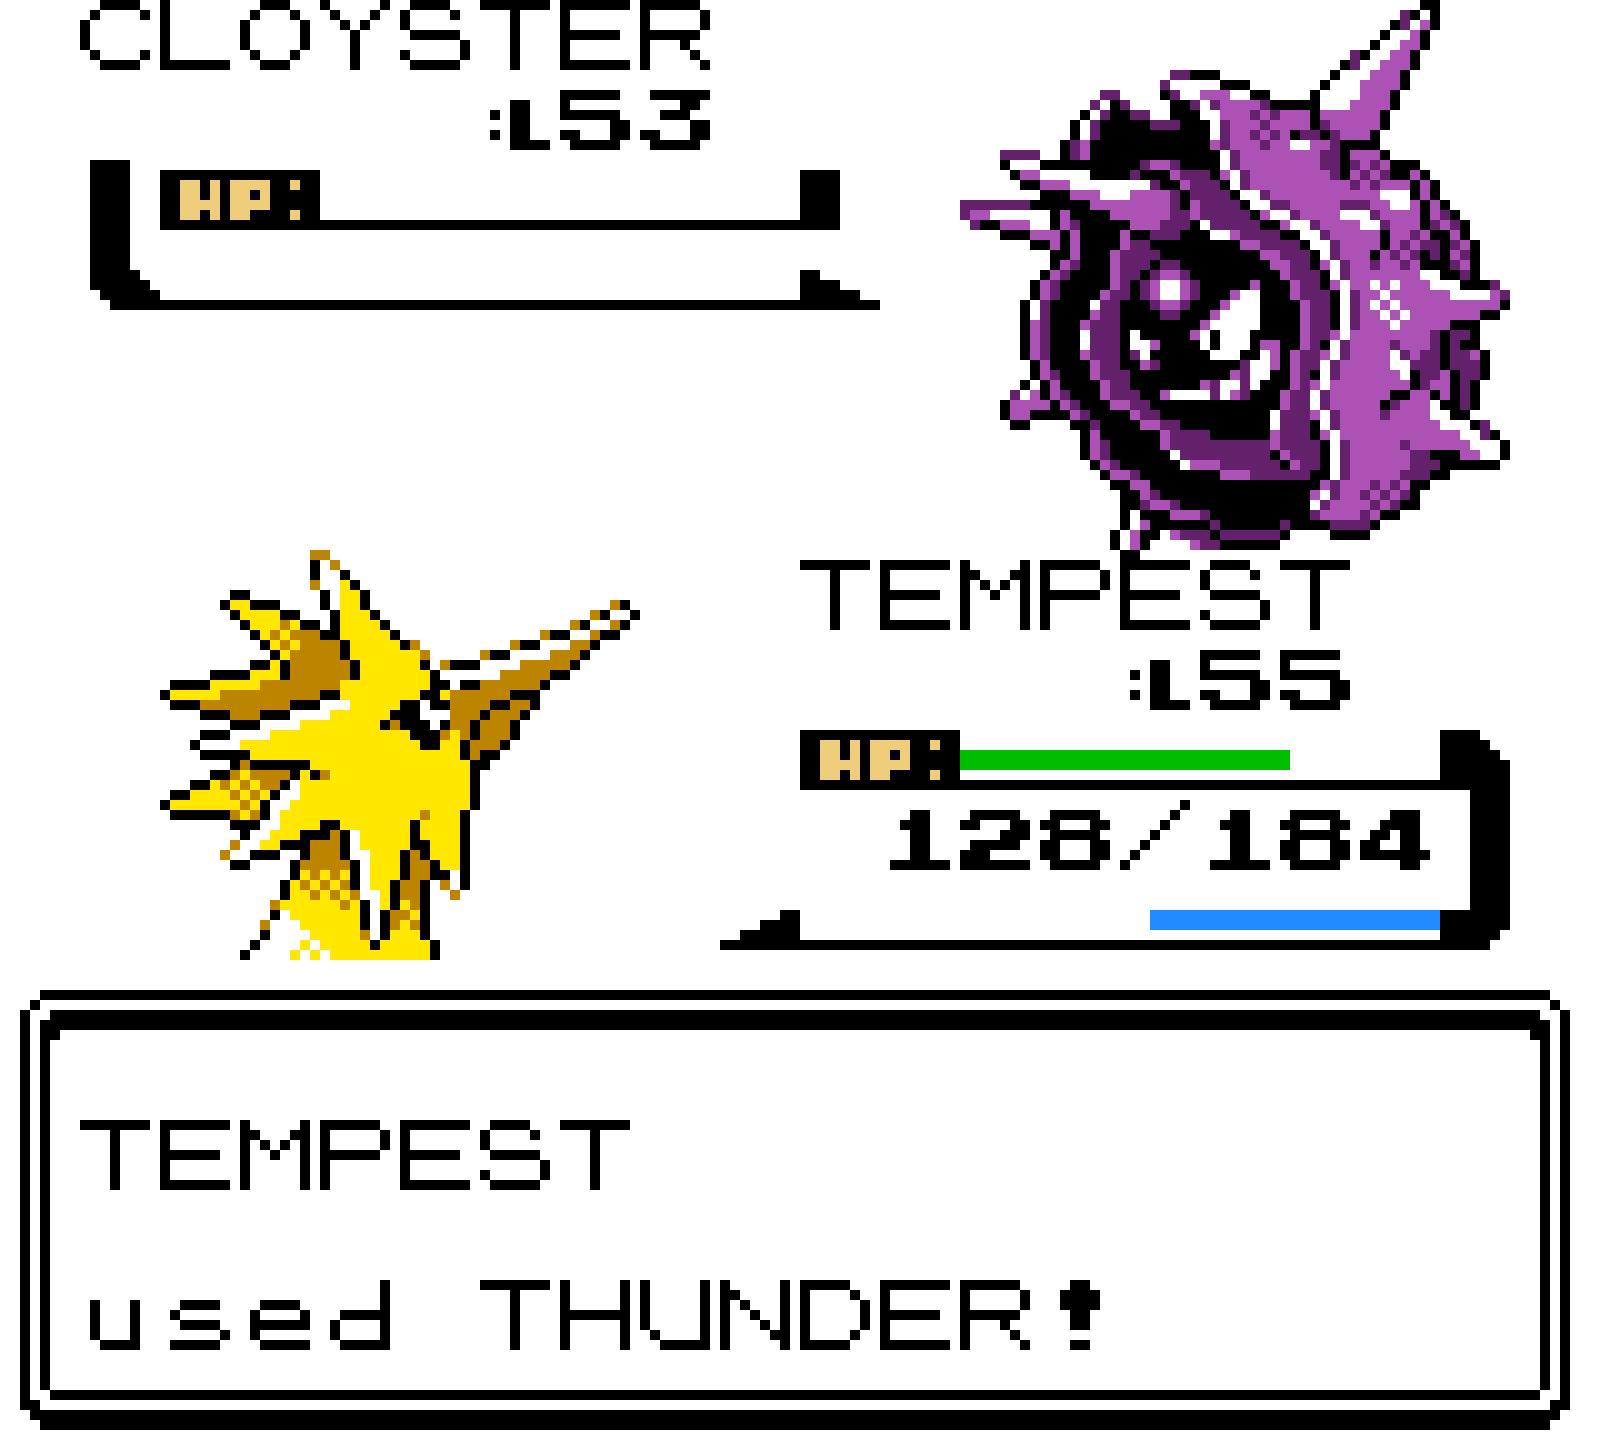 CLOYSTER
:L53
HP:
TEMPEST
:L55
HP:
128/184
TEMPEST
used THUNDER!